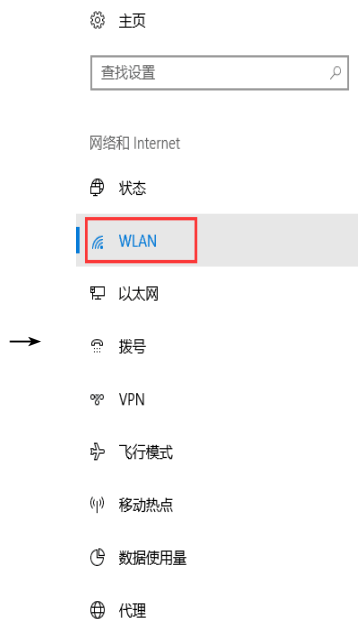 主页
查找设置
网络和 Internet
状态
WLAN
以太网
拨号
VPN
飞行模式
移动热点
数据使用量
代理